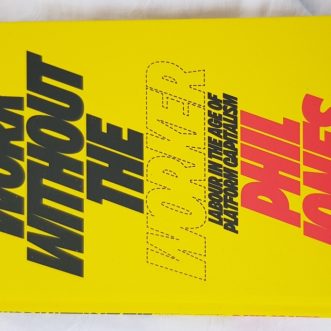 WORK
WITHOUT
THE
WORKER
LABOUR IN THE AGE OF
PLATFORM CAPITALISM
PHIL
JONES